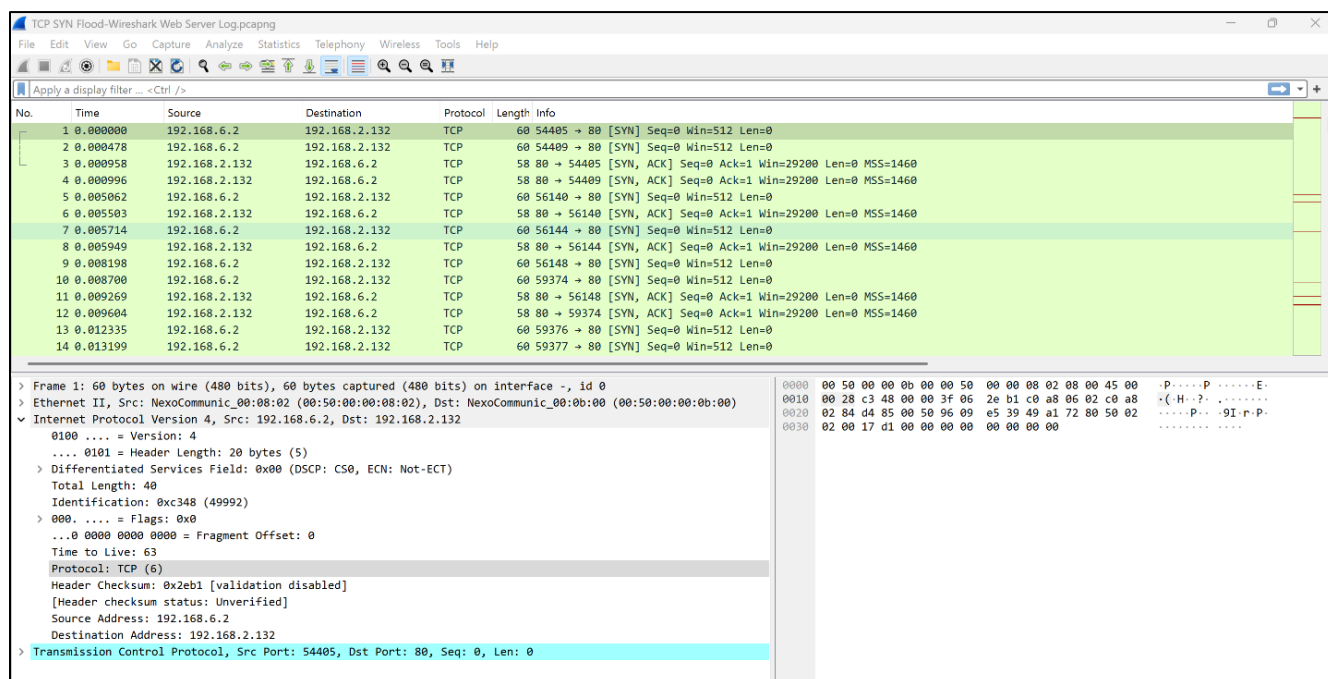 TCP SYN Flood-Wireshark Web Server Log.pcapng
File Edit View Go Capture Analyze Statistics Telephony Wireless Tools Help
Apply a display filter ... <Ctrl-/>
No. Time Source Destination Protocol Length Info
1 0.000000 192.168.6.2 192.168.2.132 TCP 60 54405 → 80 [SYN] Seq=0 Win=512 Len=0
2 0.000478 192.168.6.2 192.168.2.132 TCP 60 54409 → 80 [SYN] Seq=0 Win=512 Len=0
3 0.000958 192.168.2.132 192.168.6.2 TCP 58 80 → 54405 [SYN, ACK] Seq=0 Ack=1 Win=29200 Len=0 MSS=1460
4 0.000996 192.168.2.132 192.168.6.2 TCP 58 80 → 54409 [SYN, ACK] Seq=0 Ack=1 Win=29200 Len=0 MSS=1460
5 0.005062 192.168.6.2 192.168.2.132 TCP 60 56140 → 80 [SYN] Seq=0 Win=512 Len=0
6 0.005503 192.168.2.132 192.168.6.2 TCP 58 80 → 56140 [SYN, ACK] Seq=0 Ack=1 Win=29200 Len=0 MSS=1460
7 0.005714 192.168.6.2 192.168.2.132 TCP 60 56144 → 80 [SYN] Seq=0 Win=512 Len=0
8 0.005949 192.168.2.132 192.168.6.2 TCP 58 80 → 56144 [SYN, ACK] Seq=0 Ack=1 Win=29200 Len=0 MSS=1460
9 0.008198 192.168.6.2 192.168.2.132 TCP 60 56148 → 80 [SYN] Seq=0 Win=512 Len=0
10 0.008700 192.168.6.2 192.168.2.132 TCP 60 59374 → 80 [SYN] Seq=0 Win=512 Len=0
11 0.009269 192.168.2.132 192.168.6.2 TCP 58 80 → 56148 [SYN, ACK] Seq=0 Ack=1 Win=29200 Len=0 MSS=1460
12 0.009604 192.168.2.132 192.168.6.2 TCP 58 80 → 59374 [SYN, ACK] Seq=0 Ack=1 Win=29200 Len=0 MSS=1460
13 0.012335 192.168.6.2 192.168.2.132 TCP 60 59376 → 80 [SYN] Seq=0 Win=512 Len=0
14 0.013199 192.168.6.2 192.168.2.132 TCP 60 59377 → 80 [SYN] Seq=0 Win=512 Len=0
> Frame 1: 60 bytes on wire (480 bits), 60 bytes captured (480 bits) on interface -, id 0
> Ethernet II, Src: NexoCommunic_00:08:02 (00:50:00:00:08:02), Dst: NexoCommunic_00:0b:00 (00:50:00:00:0b:00)
Internet Protocol Version 4, Src: 192.168.6.2, Dst: 192.168.2.132
0100 .... = Version: 4
.... 0101 = Header Length: 20 bytes (5)
> Differentiated Services Field: 0x00 (DSCP: CS0, ECN: Not-ECT)
Total Length: 40
Identification: 0xc348 (49992)
> 000. .... = Flags: 0x0
...0 0000 0000 0000 = Fragment Offset: 0
Time to Live: 63
Protocol: TCP (6)
Header Checksum: 0x2eb1 [validation disabled]
[Header checksum status: Unverified]
Source Address: 192.168.6.2
Destination Address: 192.168.2.132
> Transmission Control Protocol, Src Port: 54405, Dst Port: 80, Seq: 0, Len: 0
0000 00 50 00 00 0b 00 00 50 00 00 08 02 08 00 45 00 ·P·····P ······E·
0010 00 28 c3 48 00 00 3f 06 2e b1 c0 a8 06 02 c0 a8 ·(·H··?· .·······
0020 02 84 d4 85 00 50 96 09 e5 39 49 a1 72 80 50 02 ·····P·· ·9I·r·P·
0030 02 00 17 d1 00 00 00 00 00 00 00 00 ········ ····